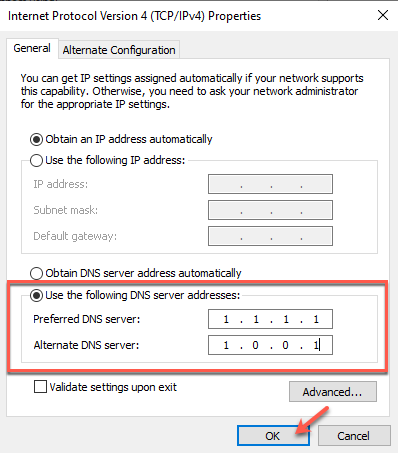 Internet Protocol Version 4 (TCP/IPv4) Properties
General
Alternate Configuration
You can get IP settings assigned automatically if your network supports
this capability. Otherwise, you need to ask your network administrator
for the appropriate IP settings.
Obtain an IP address automatically
Use the following IP address:
IP address: . . .
Subnet mask: . . .
Default gateway: . . .
Obtain DNS server address automatically
Use the following DNS server addresses:
Preferred DNS server: 1 . 1 . 1 . 1
Alternate DNS server: 1 . 0 . 0 . 1
Validate settings upon exit
Advanced...
OK
Cancel